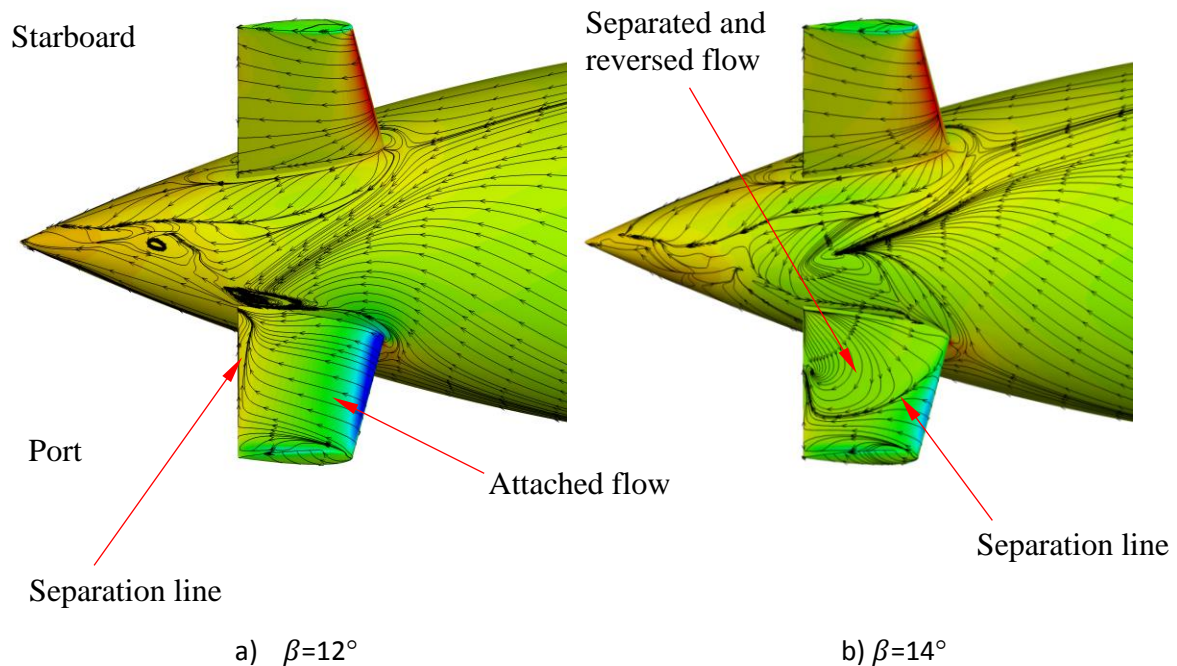 Starboard
Separated and
reversed flow
Port
Attached flow
Separation line
Separation line
a) 𝛽=12°
b) 𝛽=14°